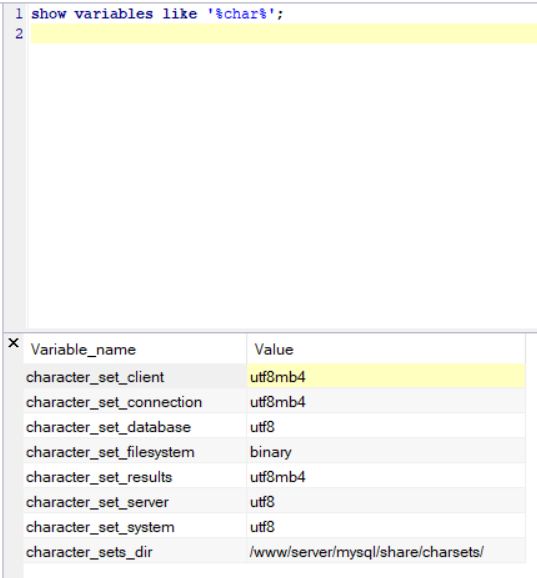 1 show variables like '%char%';
2
× Variable_name Value
character_set_client utf8mb4
character_set_connection utf8mb4
character_set_database utf8
character_set_filesystem binary
character_set_results utf8mb4
character_set_server utf8
character_set_system utf8
character_sets_dir /www/server/mysql/share/charsets/